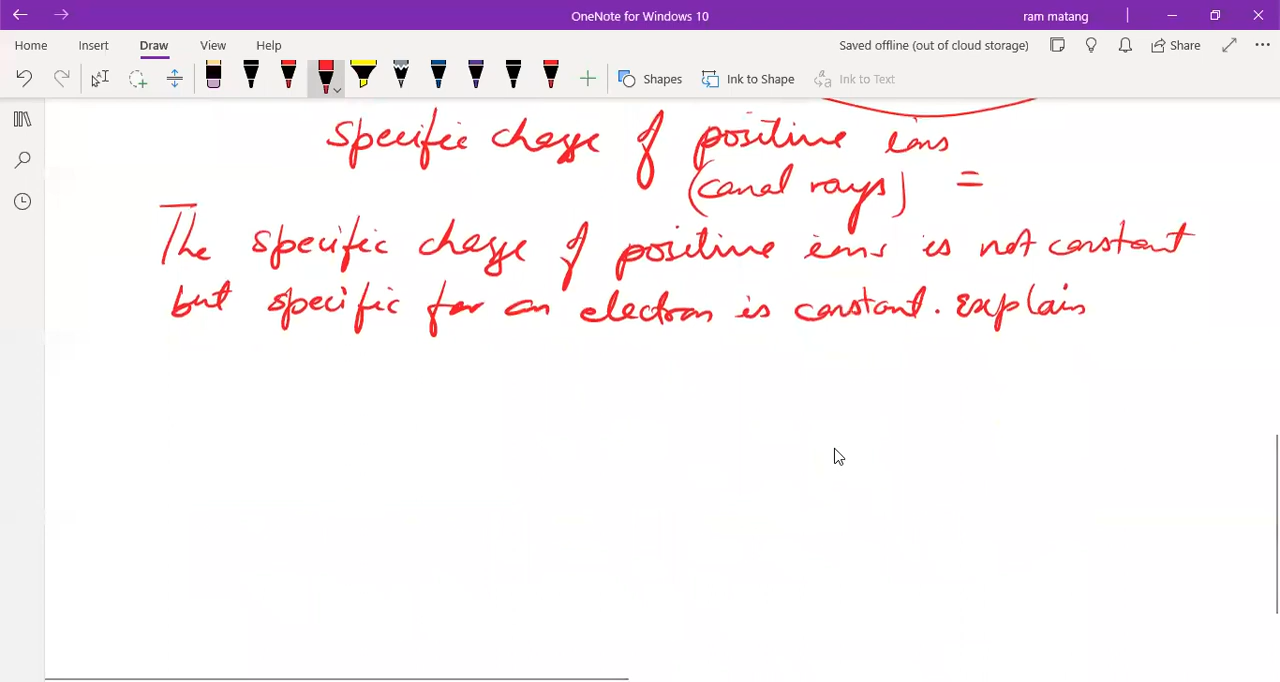 OneNote for Windows 10
ram matang
Home Insert Draw View Help
Saved offline (out of cloud storage)
Share
Shapes
Ink to Shape
Ink to Text
Specific charge of positive ions
(canal rays) =
The specific charge of positive ions is not constant
but specific for an electron is constant. Explain